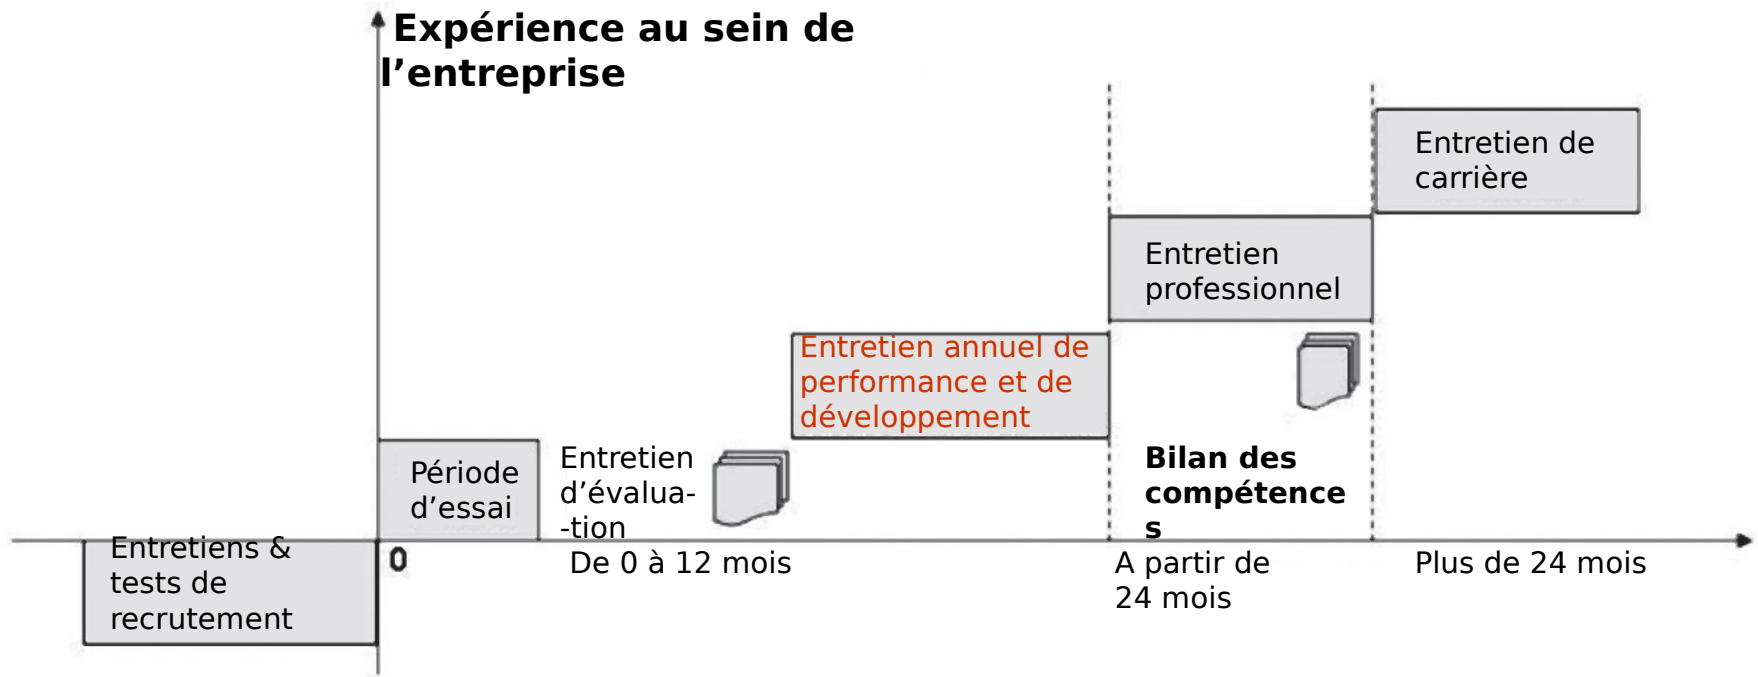 Expérience au sein de
l’entreprise
Entretien de
carrière
Entretien
professionnel
Entretien annuel de
performance et de
développement
Période
d’essai
Entretien
d’évalua-
-tion
Bilan des
compétence
s
Entretiens &
tests de
recrutement
0
De 0 à 12 mois
A partir de
24 mois
Plus de 24 mois